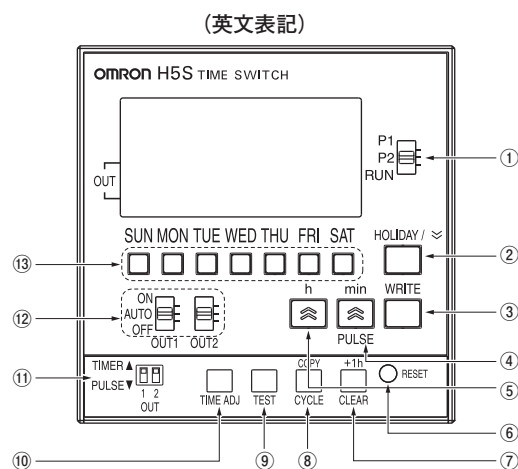 (英文表記)
OMRON H5S TIME SWITCH
P1
P2
RUN
①
OUT
SUN MON TUE WED THU FRI SAT
HOLIDAY /
②
⑬
h
min
WRITE
③
ON
AUTO
OFF
⑫
OUT1 OUT2
PULSE
④
TIMER▲
PULSE▼
⑪
1 2
OUT
COPY
+1h
RESET
⑤
TIME ADJ
TEST
CYCLE
CLEAR
⑥
⑩
⑨
⑧
⑦